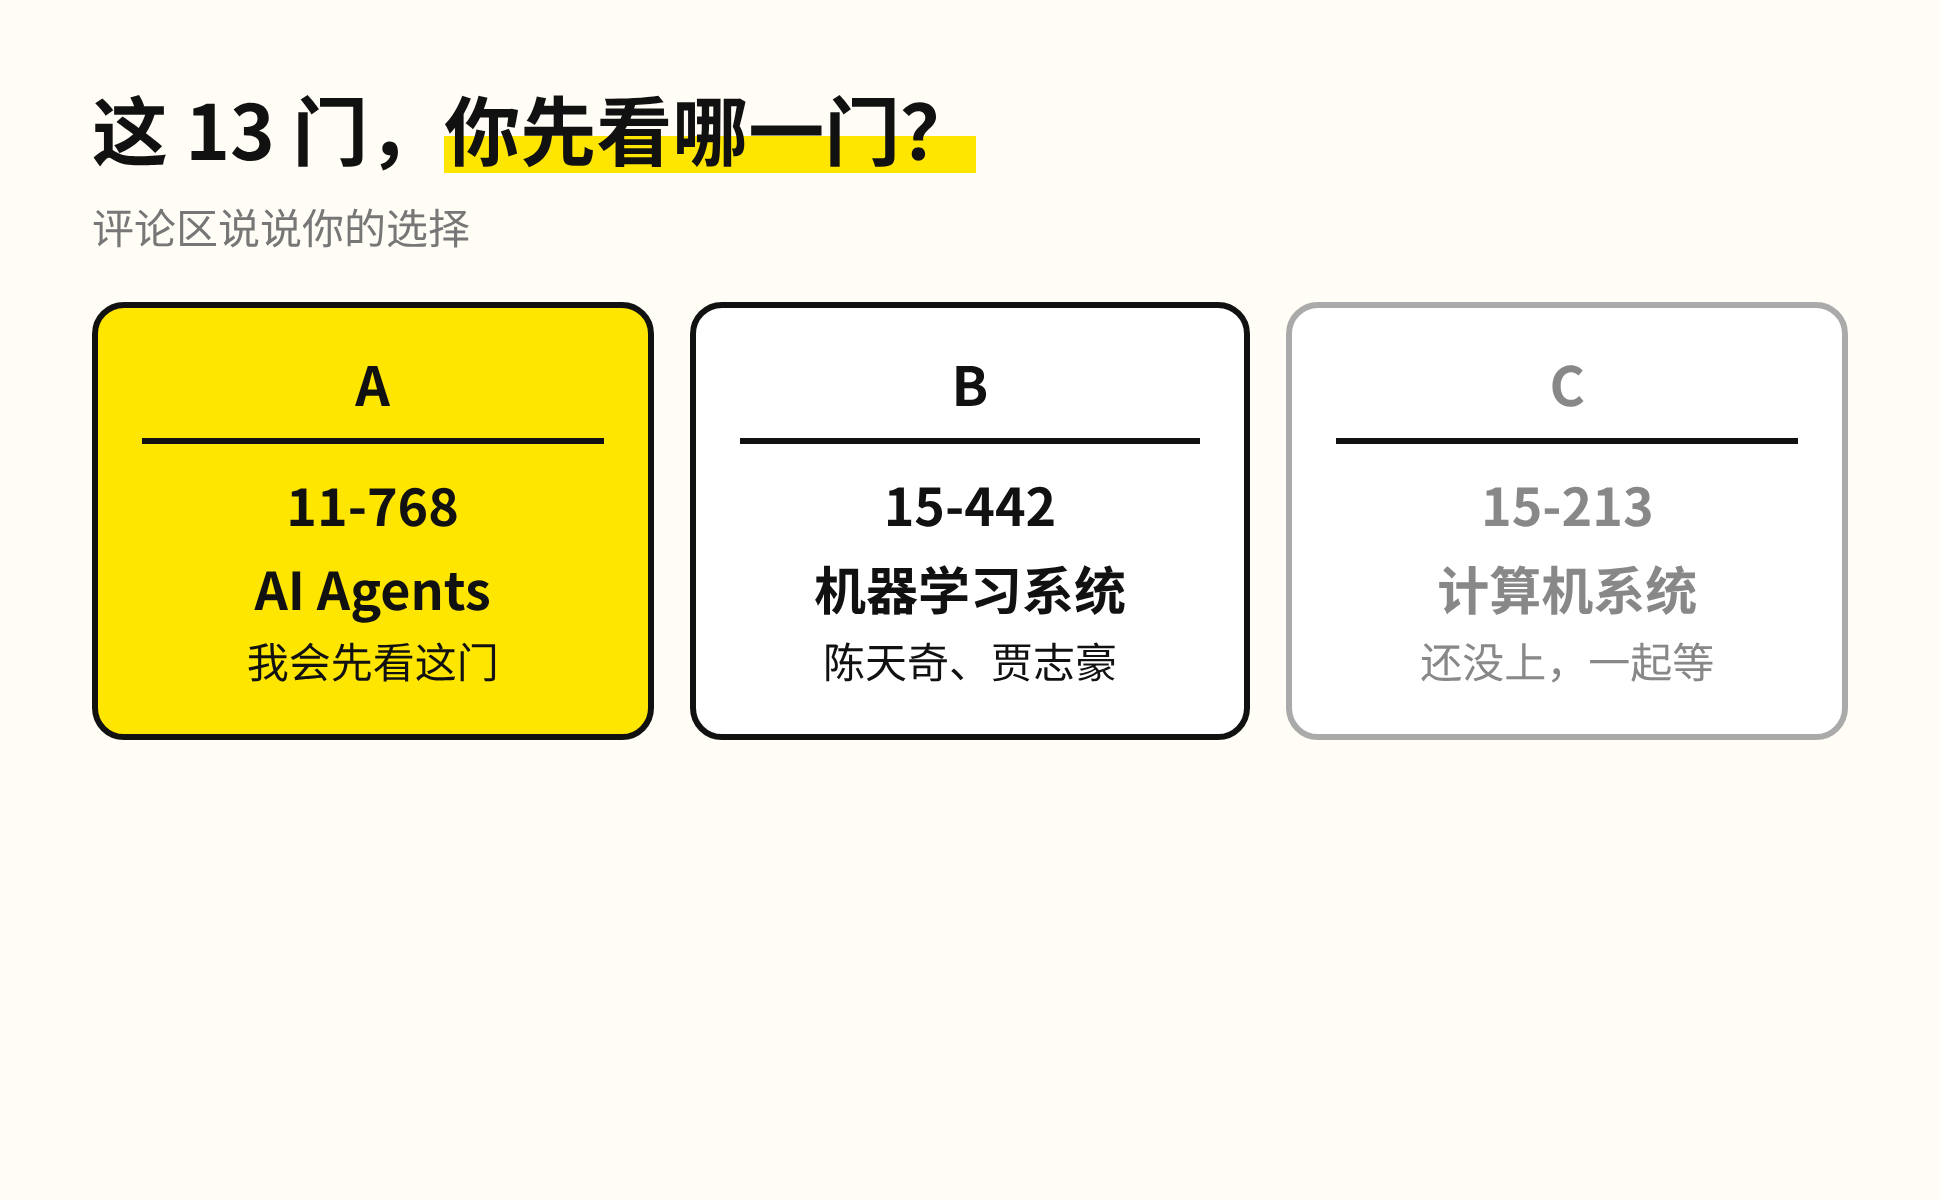 这 13 门，你先看哪一门？
评论区说说你的选择
A
11-768
AI Agents
我会先看这门
B
15-442
机器学习系统
陈天奇、贾志豪
C
15-213
计算机系统
还没上，一起等